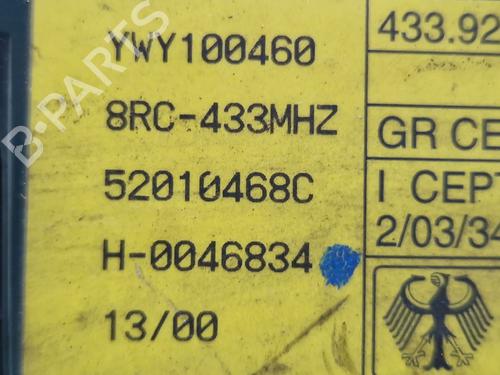 YWY100460
8RC-433MHZ
52010468C
H-0046834
13/00
433.92
GR CE
I CEPT
2/03/34
B-PARTS